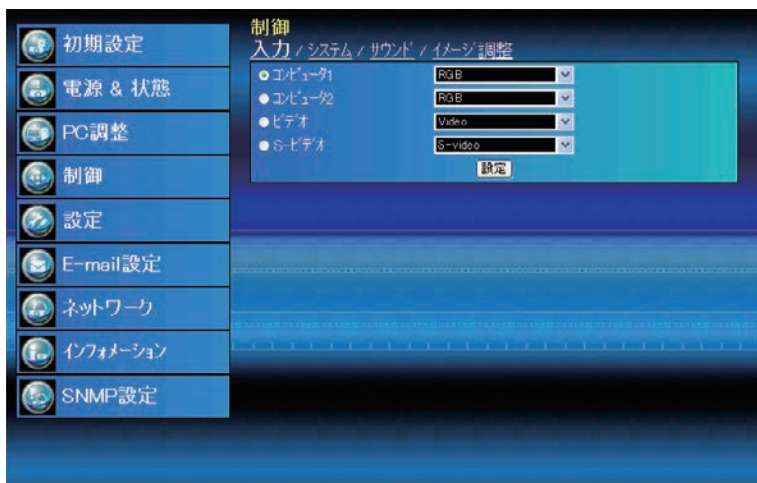 初期設定
電源 & 状態
PC調整
制御
設定
E-mail設定
ネットワーク
インフォメーション
SNMP設定
制御
入力 / システム / サウンド / イメージ調整
コンピュータ1 RGB
コンピュータ2 RGB
ビデオ Video
S-ビデオ S-video
設定